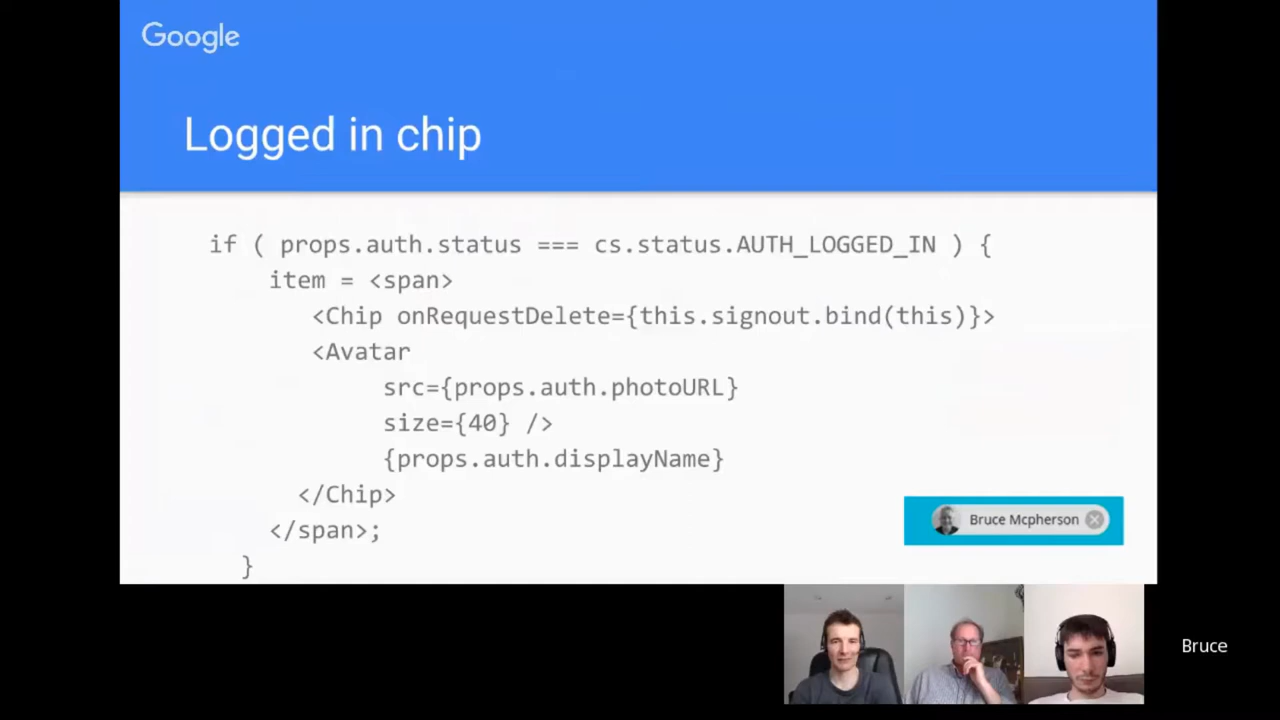 Google
Logged in chip
if ( props.auth.status === cs.status.AUTH_LOGGED_IN ) {
item = <span>
<Chip onRequestDelete={this.signout.bind(this)}>
<Avatar
src={props.auth.photoURL}
size={40} />
{props.auth.displayName}
</Chip>
</span>;
}
Bruce Mcpherson
Bruce